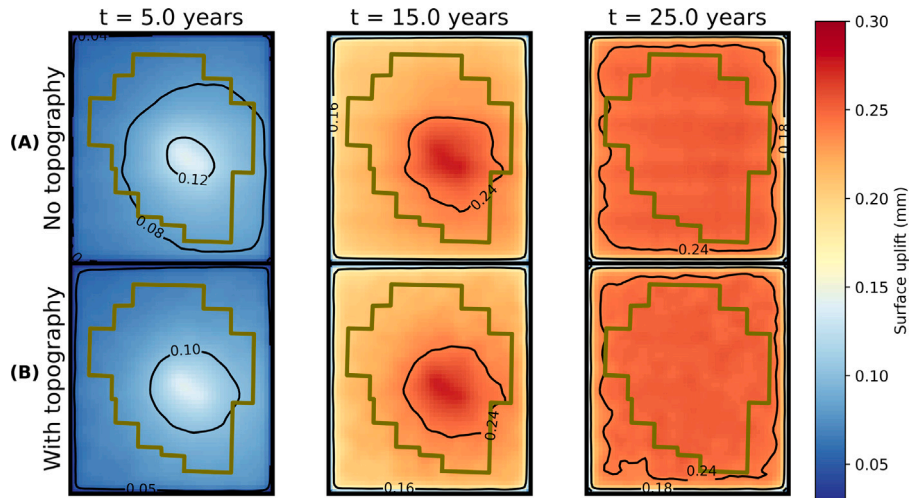 t = 5.0 years
t = 15.0 years
t = 25.0 years
(A)
No topography
0.04
0.12
0.08
0.16
0.24
0.18
0.24
(B)
With topography
0.10
0.05
0.24
0.16
0.24
0.18
0.30
0.25
0.20
0.15
0.10
0.05
Surface uplift (mm)